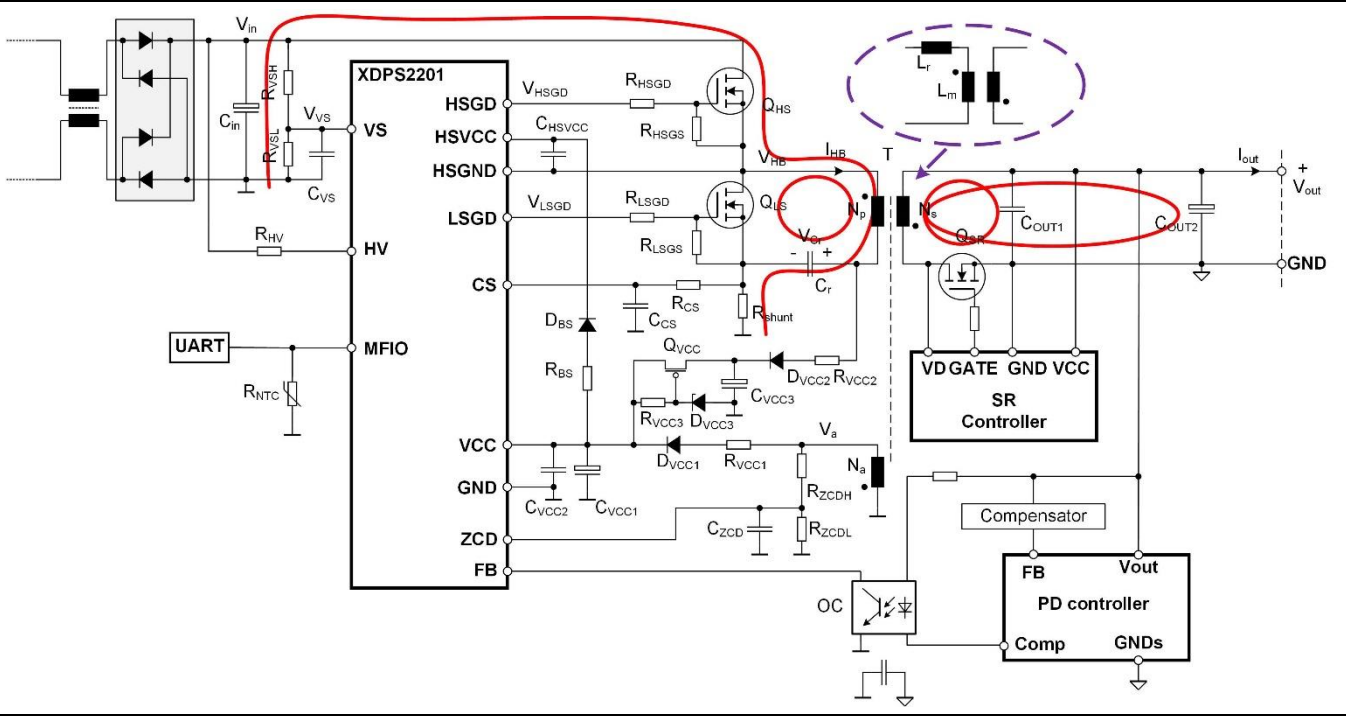 Vin
XDPS2201
Lr
Lm
RVSH
VHSGD
RHSGD
HSGD
QHS
Cin
VVS
VS
CHSVCC
HSVCC
RHSGS
RVSL
VHB
IHB
T
Iout
HSGND
+
Vout
CVS
VLSGD
RLSGD
QLS
Np
Ns
LSGD
COUT1
COUT2
RHV
RLSGS
VCr
QSR
HV
- +
GND
CS
Cr
RCS
CCS
Rshunt
DBS
UART
MFIO
QVCC
VD GATE GND VCC
RBS
DVCC2
RVCC2
SR
Controller
RNTC
CVCC3
RVCC3
DVCC3
Va
VCC
DVCC1
RVCC1
Na
GND
RZCDH
CVCC2
CVCC1
Compensator
CZCD
RZCDL
ZCD
FB
FB
Vout
OC
PD controller
Comp
GNDs